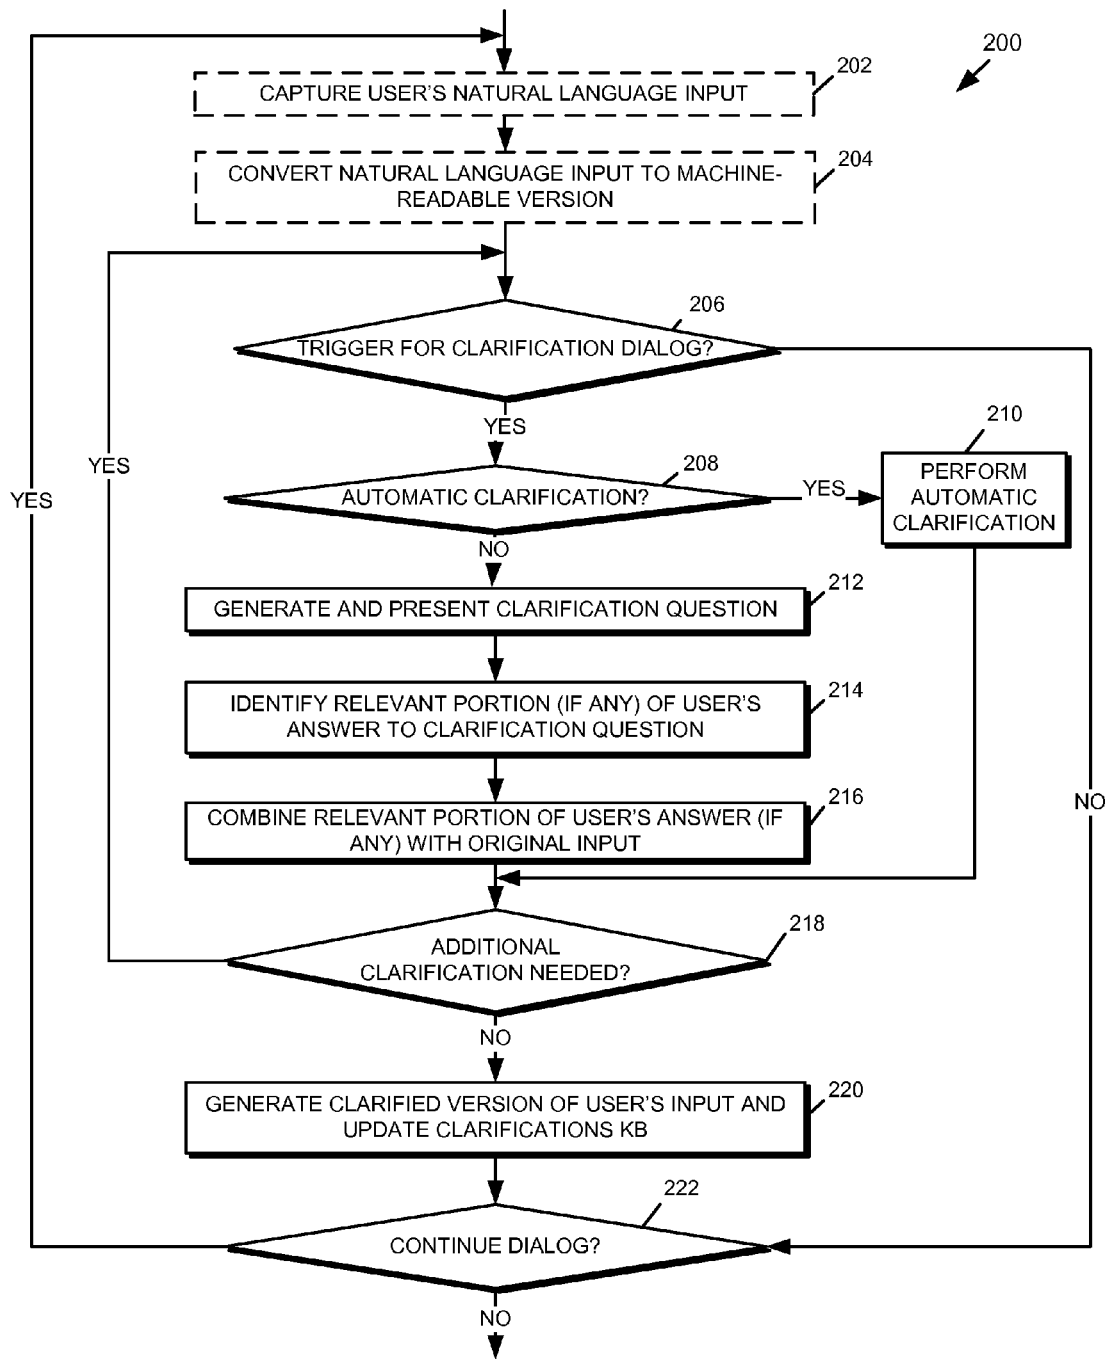 200
202
CAPTURE USER'S NATURAL LANGUAGE INPUT
204
CONVERT NATURAL LANGUAGE INPUT TO MACHINE-
READABLE VERSION
206
TRIGGER FOR CLARIFICATION DIALOG?
YES
210
YES
208
PERFORM
AUTOMATIC
CLARIFICATION
AUTOMATIC CLARIFICATION?
YES
YES
NO
212
GENERATE AND PRESENT CLARIFICATION QUESTION
214
IDENTIFY RELEVANT PORTION (IF ANY) OF USER'S
ANSWER TO CLARIFICATION QUESTION
216
NO
COMBINE RELEVANT PORTION OF USER'S ANSWER (IF
ANY) WITH ORIGINAL INPUT
218
ADDITIONAL
CLARIFICATION NEEDED?
NO
220
GENERATE CLARIFIED VERSION OF USER'S INPUT AND
UPDATE CLARIFICATIONS KB
222
CONTINUE DIALOG?
NO